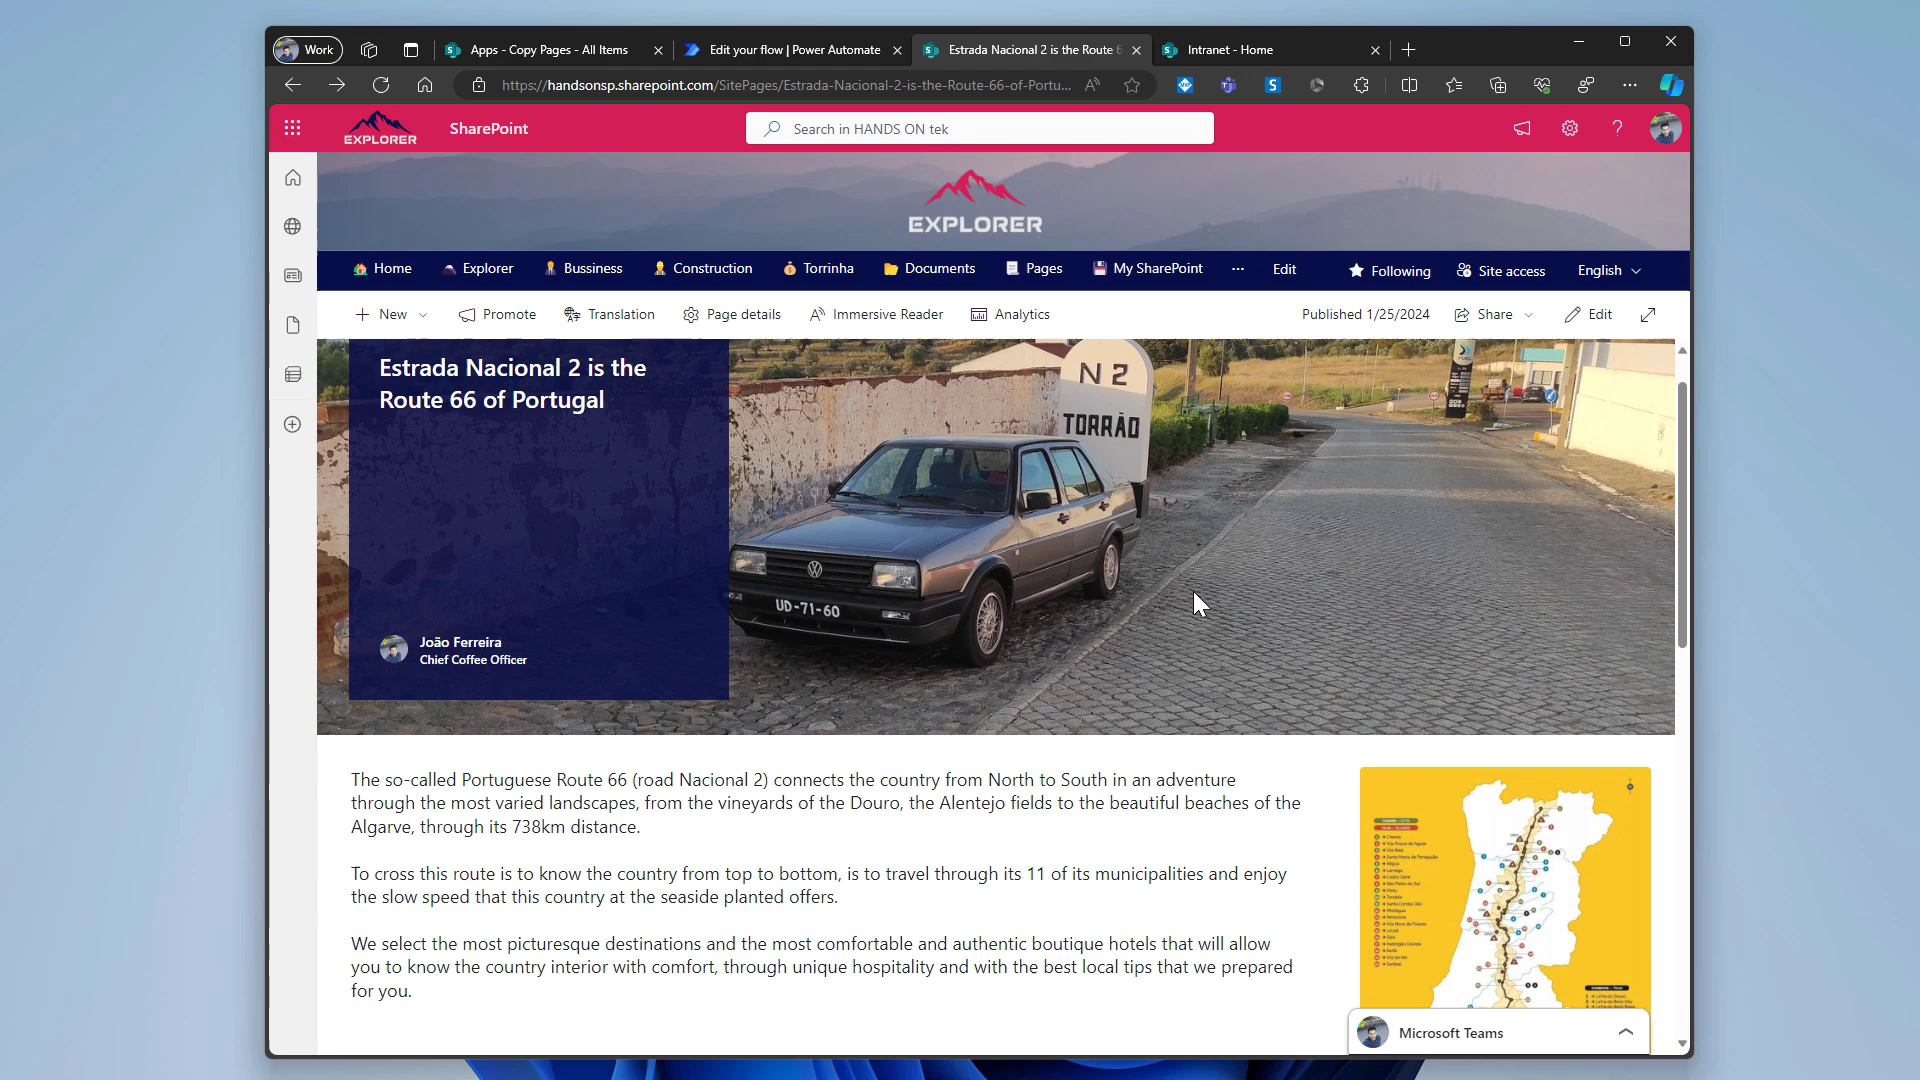 Work
Apps - Copy Pages - All Items
Edit your flow | Power Automate
Estrada Nacional 2 is the Route 6
Intranet - Home
https://handsonsp.sharepoint.com/SitePages/Estrada-Nacional-2-is-the-Route-66-of-Portu...
EXPLORER
SharePoint
Search in HANDS ON tek
EXPLORER
Home
Explorer
Bussiness
Construction
Torrinha
Documents
Pages
My SharePoint
Edit
Following
Site access
English
New
Promote
Translation
Page details
Immersive Reader
Analytics
Published 1/25/2024
Share
Edit
Estrada Nacional 2 is the
Route 66 of Portugal
N 2
TORRÃO
UD-71-60
João Ferreira
Chief Coffee Officer
The so-called Portuguese Route 66 (road Nacional 2) connects the country from North to South in an adventure
through the most varied landscapes, from the vineyards of the Douro, the Alentejo fields to the beautiful beaches of the
Algarve, through its 738km distance.
To cross this route is to know the country from top to bottom, is to travel through its 11 of its municipalities and enjoy
the slow speed that this country at the seaside planted offers.
We select the most picturesque destinations and the most comfortable and authentic boutique hotels that will allow
you to know the country interior with comfort, through unique hospitality and with the best local tips that we prepared
for you.
Microsoft Teams